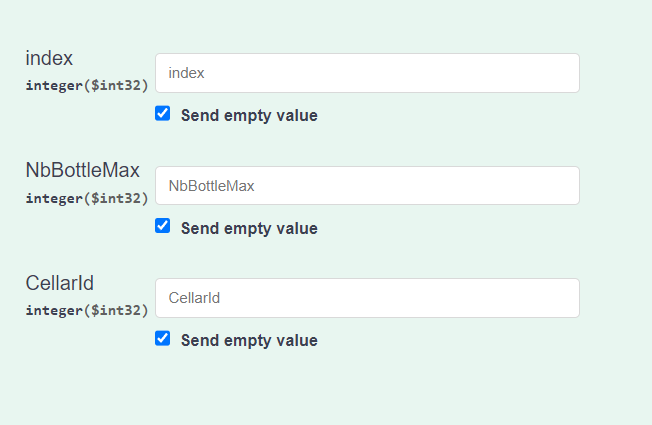 index
index
integer($int32)
Send empty value
NbBottleMax
NbBottleMax
integer($int32)
Send empty value
CellarId
CellarId
integer($int32)
Send empty value